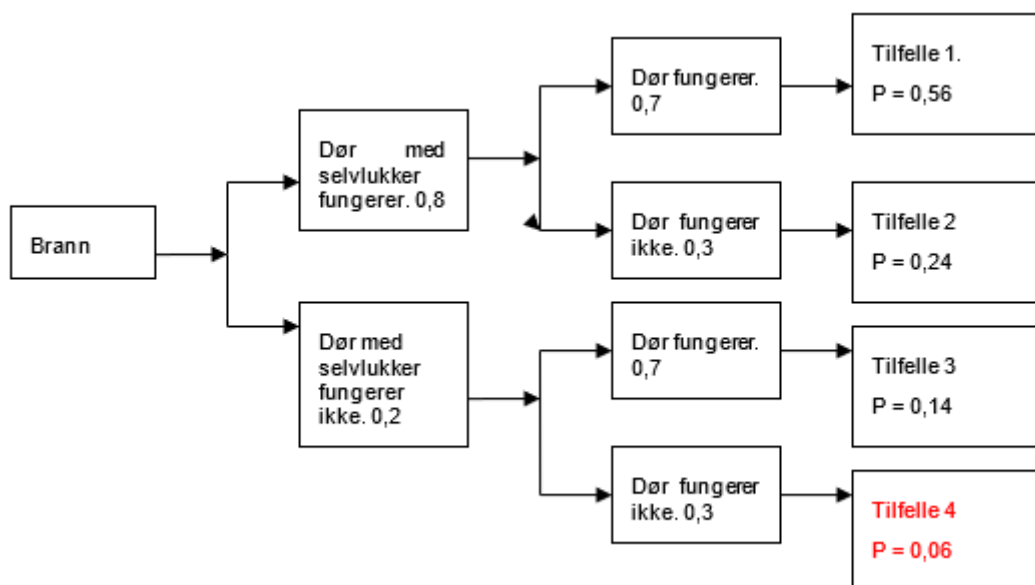 Brann
Dør med
selvlukker
fungerer. 0,8
Dør med
selvlukker
fungerer
ikke. 0,2
Dør fungerer.
0,7
Dør fungerer
ikke. 0,3
Dør fungerer.
0,7
Dør fungerer
ikke. 0,3
Tilfelle 1.
P = 0,56
Tilfelle 2
P = 0,24
Tilfelle 3
P = 0,14
Tilfelle 4
P = 0,06